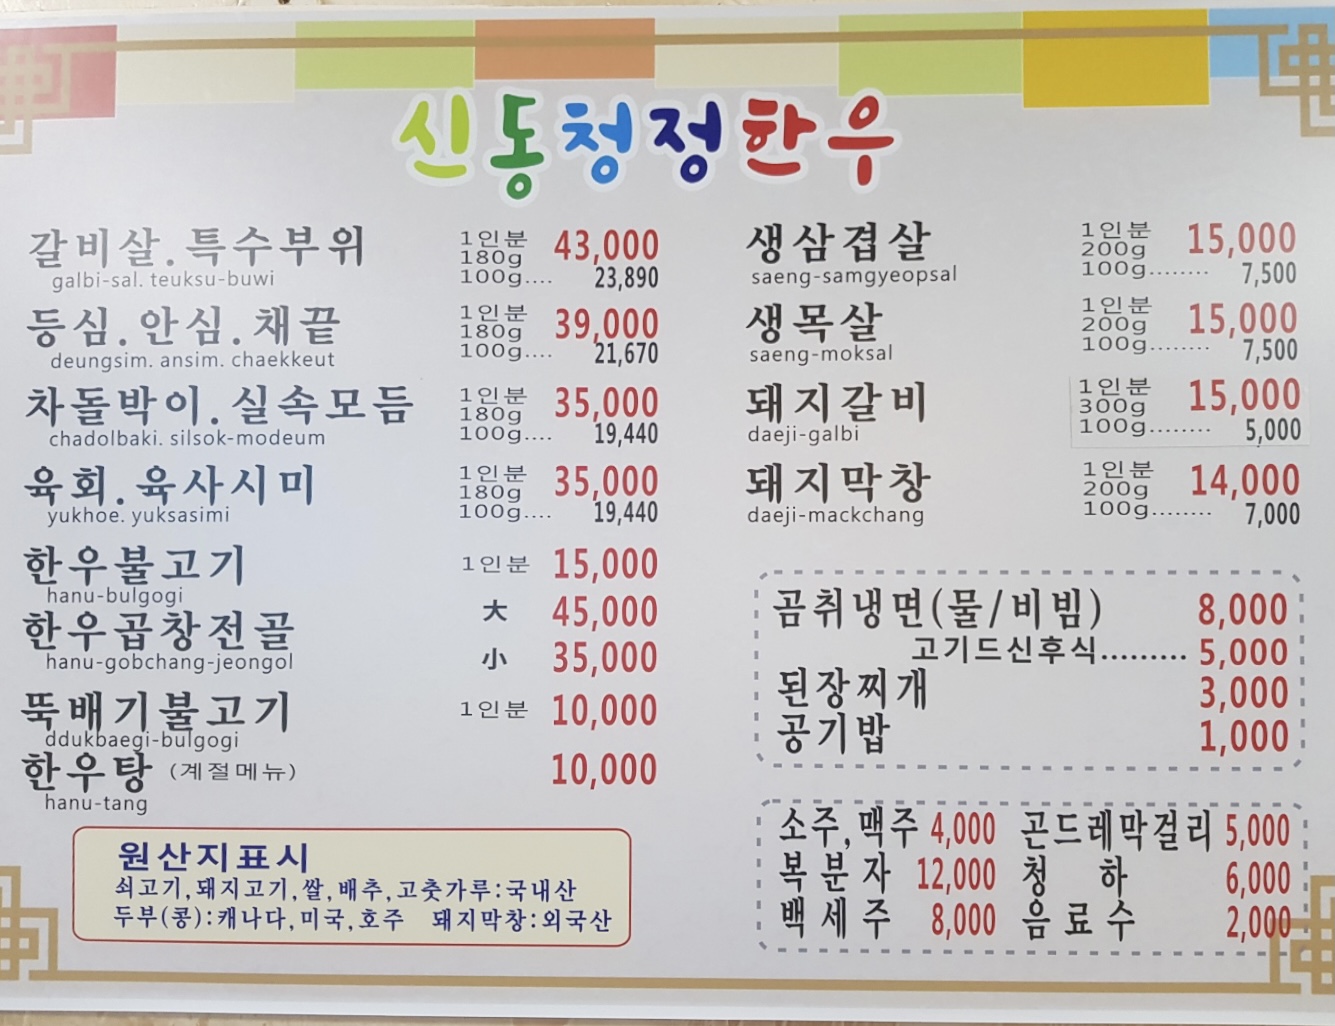 신동청정한우
갈비살.특수부위 1인분 43,000
180g
galbi-sal. teuksu-buwi 100g.... 23,890
등심.안심.채끝 1인분 39,000
180g
deungsim. ansim. chaekkeut 100g.... 21,670
차돌박이.실속모듬 1인분 35,000
180g
chadolbaki. silsok-modeum 100g.... 19,440
육회.육사시미 1인분 35,000
180g
yukhoe. yuksasimi 100g.... 19,440
한우불고기 1인분 15,000
hanu-bulgogi
한우곱창전골 大 45,000
hanu-gobchang-jeongol 小 35,000
뚝배기불고기 1인분 10,000
ddukbaegi-bulgogi
한우탕 (계절메뉴) 10,000
hanu-tang
원산지표시
쇠고기,돼지고기,쌀,배추,고춧가루:국내산
두부(콩):캐나다,미국,호주 돼지막창:외국산
생삼겹살 1인분 15,000
200g
saeng-samgyeopsal 100g........ 7,500
생목살 1인분 15,000
200g
saeng-moksal 100g........ 7,500
돼지갈비 1인분 15,000
300g
daeji-galbi 100g........ 5,000
돼지막창 1인분 14,000
200g
daeji-mackchang 100g........ 7,000
곰취냉면(물/비빔) 8,000
고기드신후식......... 5,000
된장찌개 3,000
공기밥 1,000
소주,맥주 4,000 곤드레막걸리 5,000
복분자 12,000 청하 6,000
백세주 8,000 음료수 2,000